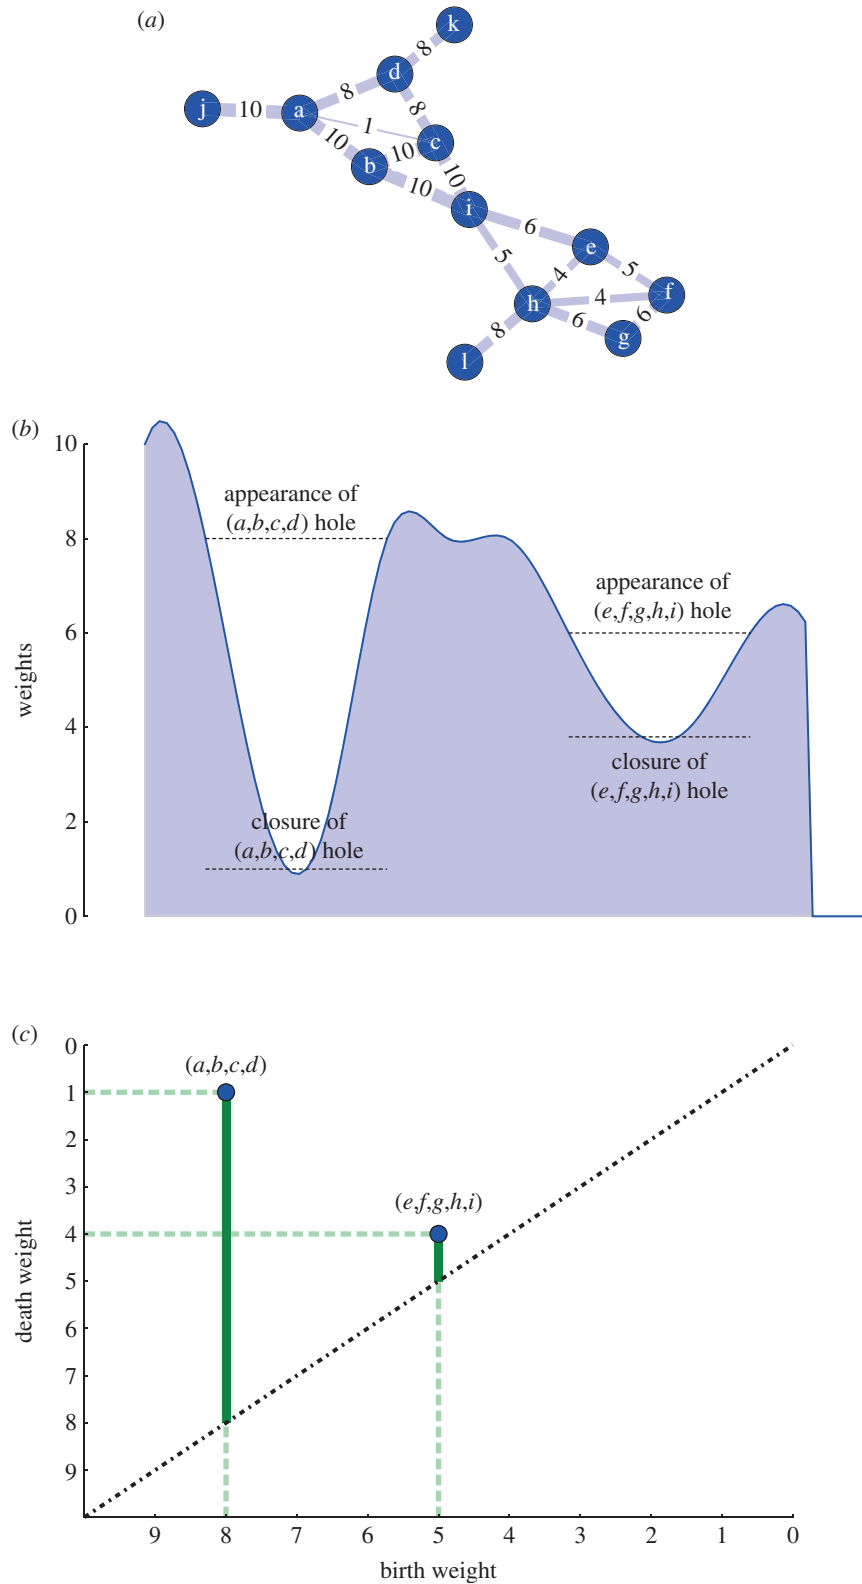 (a)
k
8
d
j
10
a
8
8
1
c
10
b
10
10
10
i
6
e
5
4
5
f
h
4
6
6
g
8
l
(b)
10
appearance of
(a,b,c,d) hole
8
appearance of
(e,f,g,h,i) hole
6
weights
4
closure of
(e,f,g,h,i) hole
2
closure of
(a,b,c,d) hole
0
(c)
0
(a,b,c,d)
1
2
3
(e,f,g,h,i)
4
death weight
5
6
7
8
9
9 8 7 6 5 4 3 2 1 0
birth weight